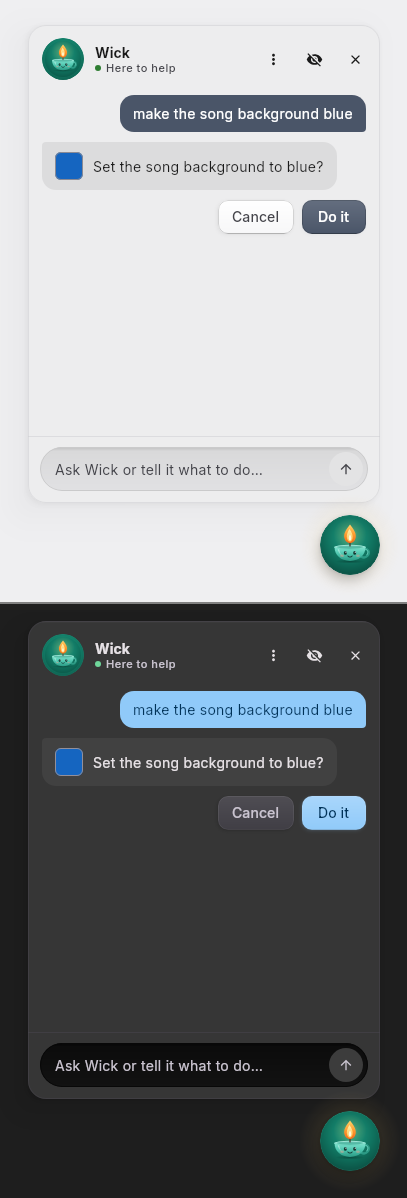 Wick
Here to help
make the song background blue
Set the song background to blue?
Cancel
Do it
Ask Wick or tell it what to do...
Wick
Here to help
make the song background blue
Set the song background to blue?
Cancel
Do it
Ask Wick or tell it what to do...